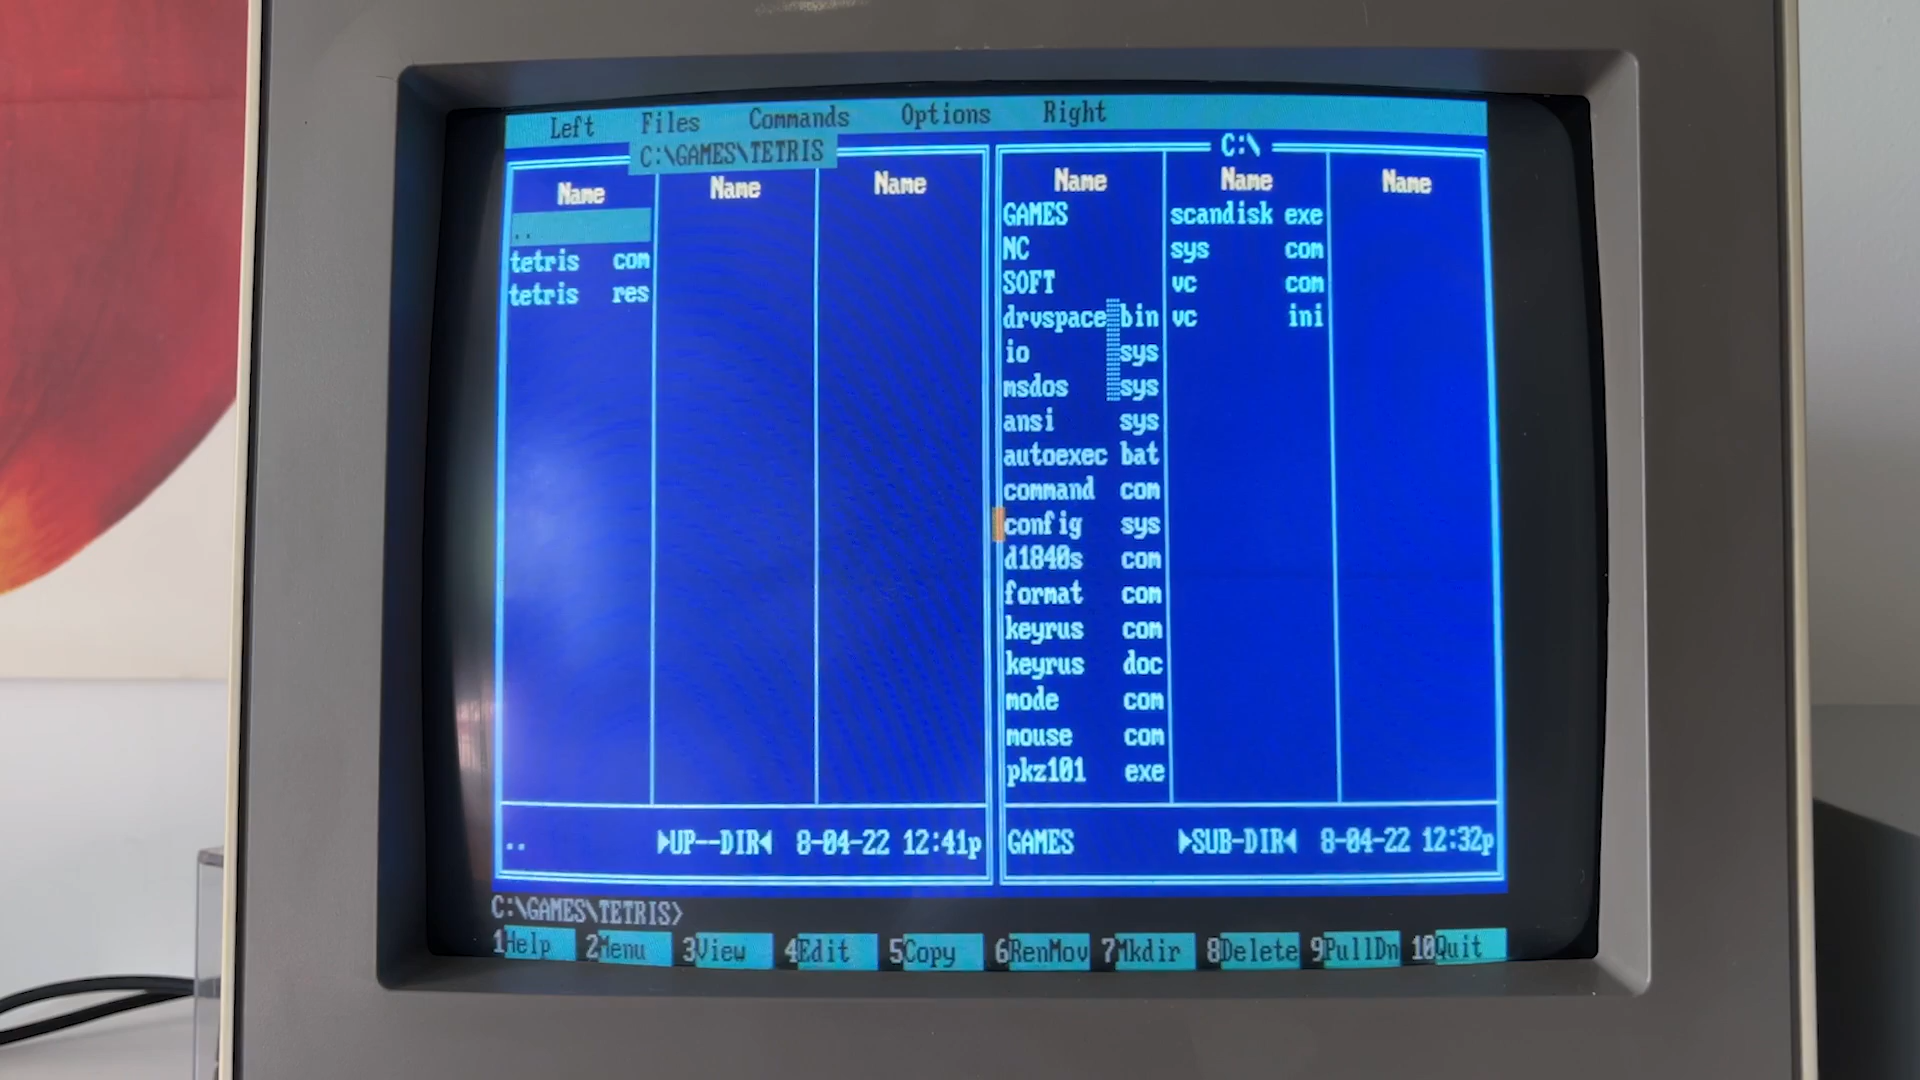 Left Files Commands Options Right
C:\GAMES\TETRIS
Name Name Name
..
tetris com
tetris res
.. ►UP--DIR◄ 8-04-22 12:41p
C:\
Name Name Name
GAMES
NC
SOFT
drvspace░bin
io ░sys
msdos ░sys
ansi sys
autoexec bat
command com
config sys
d1840s com
format com
keyrus com
keyrus doc
mode com
mouse com
pkz101 exe
scandisk exe
sys com
vc com
vc ini
GAMES ►SUB-DIR◄ 8-04-22 12:32p
C:\GAMES\TETRIS>
1Help 2Menu 3View 4Edit 5Copy 6RenMov 7Mkdir 8Delete 9PullDn 10Quit